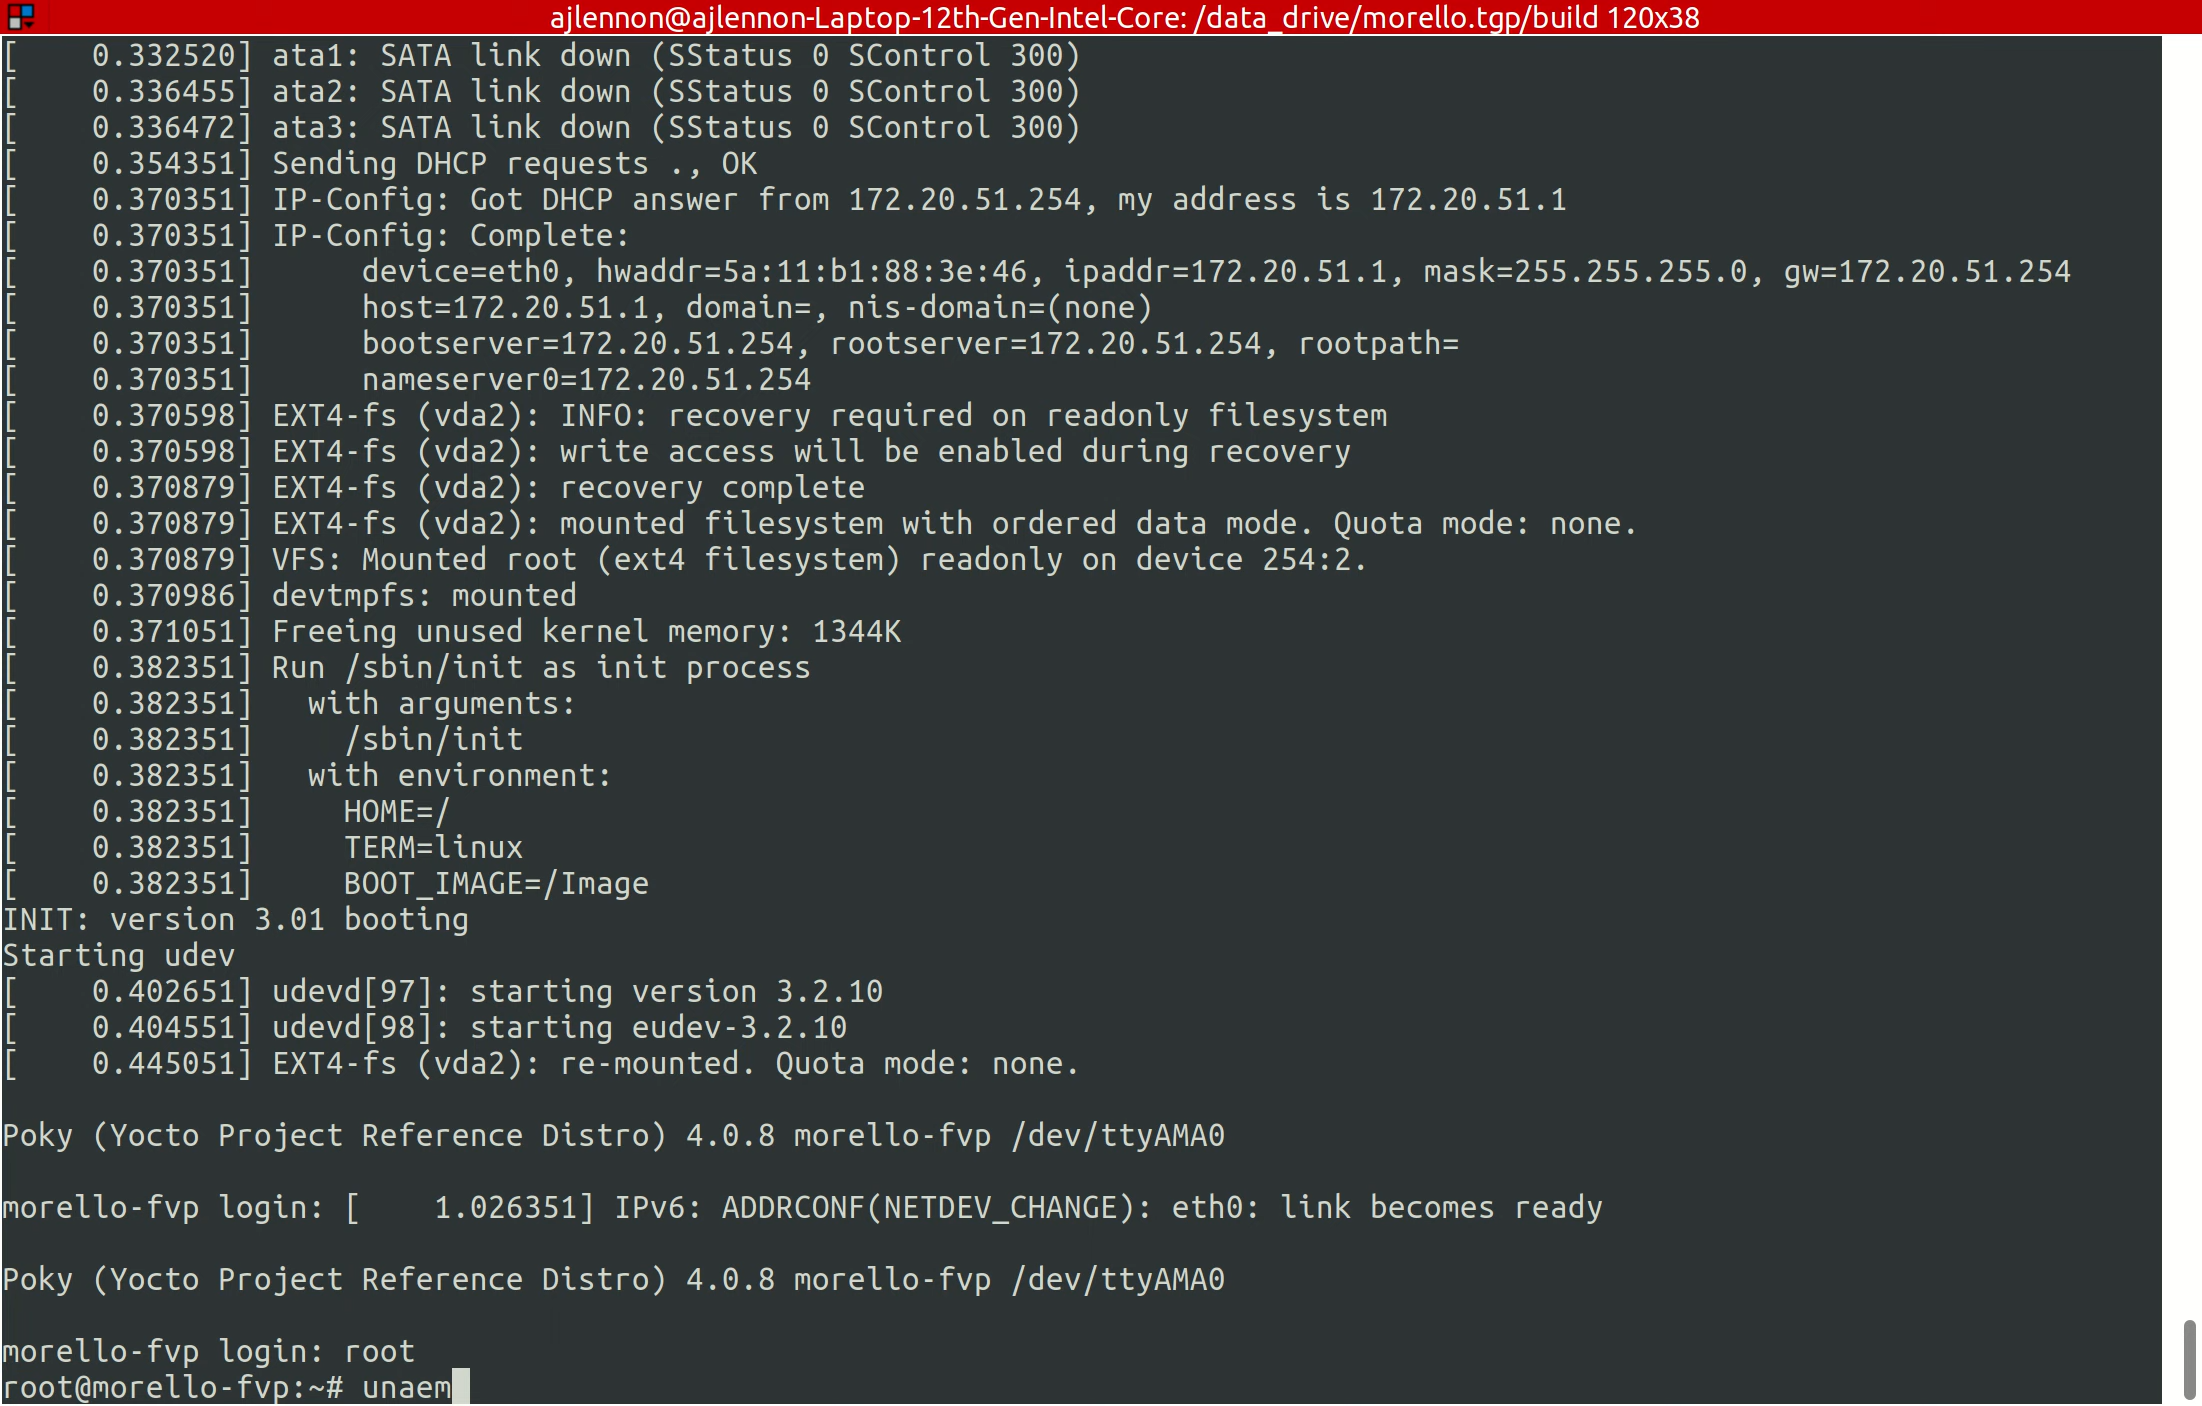 ajlennon@ajlennon-Laptop-12th-Gen-Intel-Core: /data_drive/morello.tgp/build 120x38
[    0.332520] ata1: SATA link down (SStatus 0 SControl 300)
[    0.336455] ata2: SATA link down (SStatus 0 SControl 300)
[    0.336472] ata3: SATA link down (SStatus 0 SControl 300)
[    0.354351] Sending DHCP requests ., OK
[    0.370351] IP-Config: Got DHCP answer from 172.20.51.254, my address is 172.20.51.1
[    0.370351] IP-Config: Complete:
[    0.370351]      device=eth0, hwaddr=5a:11:b1:88:3e:46, ipaddr=172.20.51.1, mask=255.255.255.0, gw=172.20.51.254
[    0.370351]      host=172.20.51.1, domain=, nis-domain=(none)
[    0.370351]      bootserver=172.20.51.254, rootserver=172.20.51.254, rootpath=
[    0.370351]      nameserver0=172.20.51.254
[    0.370598] EXT4-fs (vda2): INFO: recovery required on readonly filesystem
[    0.370598] EXT4-fs (vda2): write access will be enabled during recovery
[    0.370879] EXT4-fs (vda2): recovery complete
[    0.370879] EXT4-fs (vda2): mounted filesystem with ordered data mode. Quota mode: none.
[    0.370879] VFS: Mounted root (ext4 filesystem) readonly on device 254:2.
[    0.370986] devtmpfs: mounted
[    0.371051] Freeing unused kernel memory: 1344K
[    0.382351] Run /sbin/init as init process
[    0.382351]   with arguments:
[    0.382351]     /sbin/init
[    0.382351]   with environment:
[    0.382351]     HOME=/
[    0.382351]     TERM=linux
[    0.382351]     BOOT_IMAGE=/Image
INIT: version 3.01 booting
Starting udev
[    0.402651] udevd[97]: starting version 3.2.10
[    0.404551] udevd[98]: starting eudev-3.2.10
[    0.445051] EXT4-fs (vda2): re-mounted. Quota mode: none.
Poky (Yocto Project Reference Distro) 4.0.8 morello-fvp /dev/ttyAMA0
morello-fvp login: [    1.026351] IPv6: ADDRCONF(NETDEV_CHANGE): eth0: link becomes ready
Poky (Yocto Project Reference Distro) 4.0.8 morello-fvp /dev/ttyAMA0
morello-fvp login: root
root@morello-fvp:~# unaem